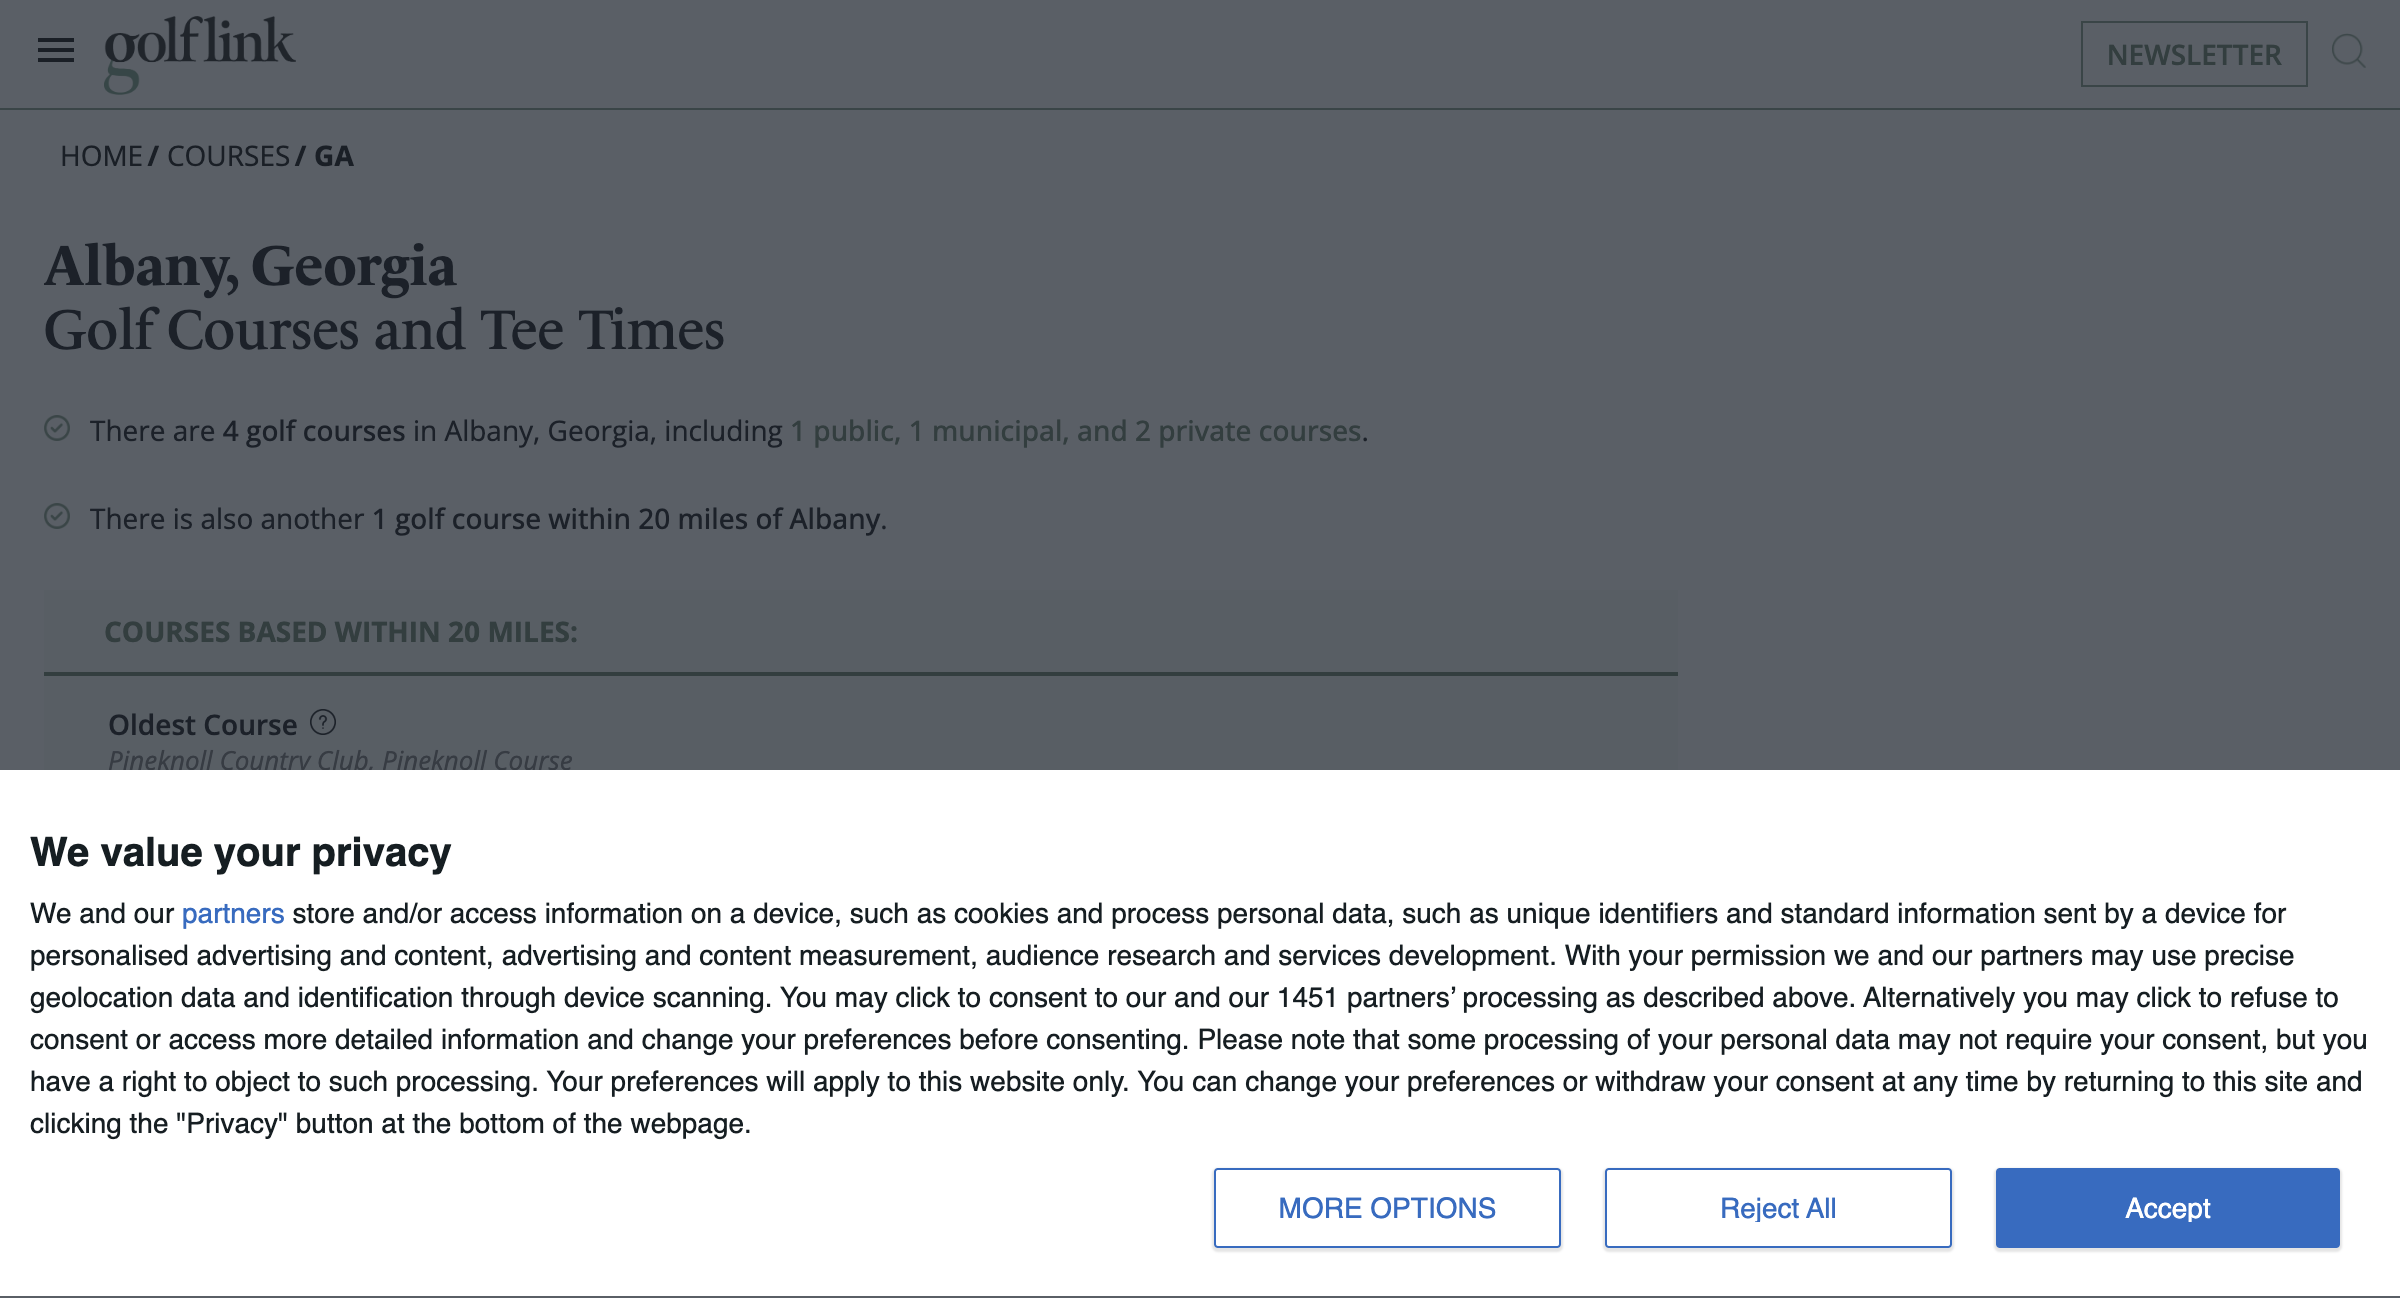 golflink
NEWSLETTER
HOME / COURSES / GA
Albany, Georgia
Golf Courses and Tee Times
There are 4 golf courses in Albany, Georgia, including 1 public, 1 municipal, and 2 private courses.
There is also another 1 golf course within 20 miles of Albany.
COURSES BASED WITHIN 20 MILES:
Oldest Course ?
Pineknoll Country Club, Pineknoll Course
We value your privacy
We and our partners store and/or access information on a device, such as cookies and process personal data, such as unique identifiers and standard information sent by a device for
personalised advertising and content, advertising and content measurement, audience research and services development. With your permission we and our partners may use precise
geolocation data and identification through device scanning. You may click to consent to our and our 1451 partners’ processing as described above. Alternatively you may click to refuse to
consent or access more detailed information and change your preferences before consenting. Please note that some processing of your personal data may not require your consent, but you
have a right to object to such processing. Your preferences will apply to this website only. You can change your preferences or withdraw your consent at any time by returning to this site and
clicking the "Privacy" button at the bottom of the webpage.
MORE OPTIONS
Reject All
Accept